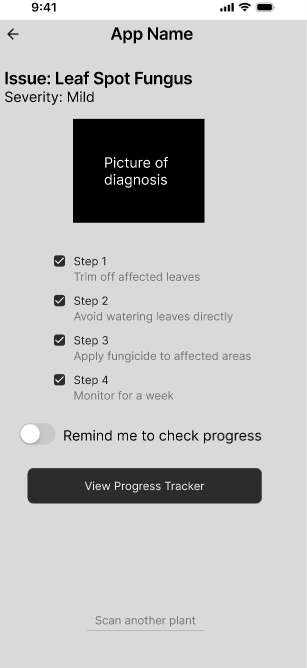 9:41
App Name
Issue: Leaf Spot Fungus
Severity: Mild
Picture of
diagnosis
Step 1
Trim off affected leaves
Step 2
Avoid watering leaves directly
Step 3
Apply fungicide to affected areas
Step 4
Monitor for a week
Remind me to check progress
View Progress Tracker
Scan another plant